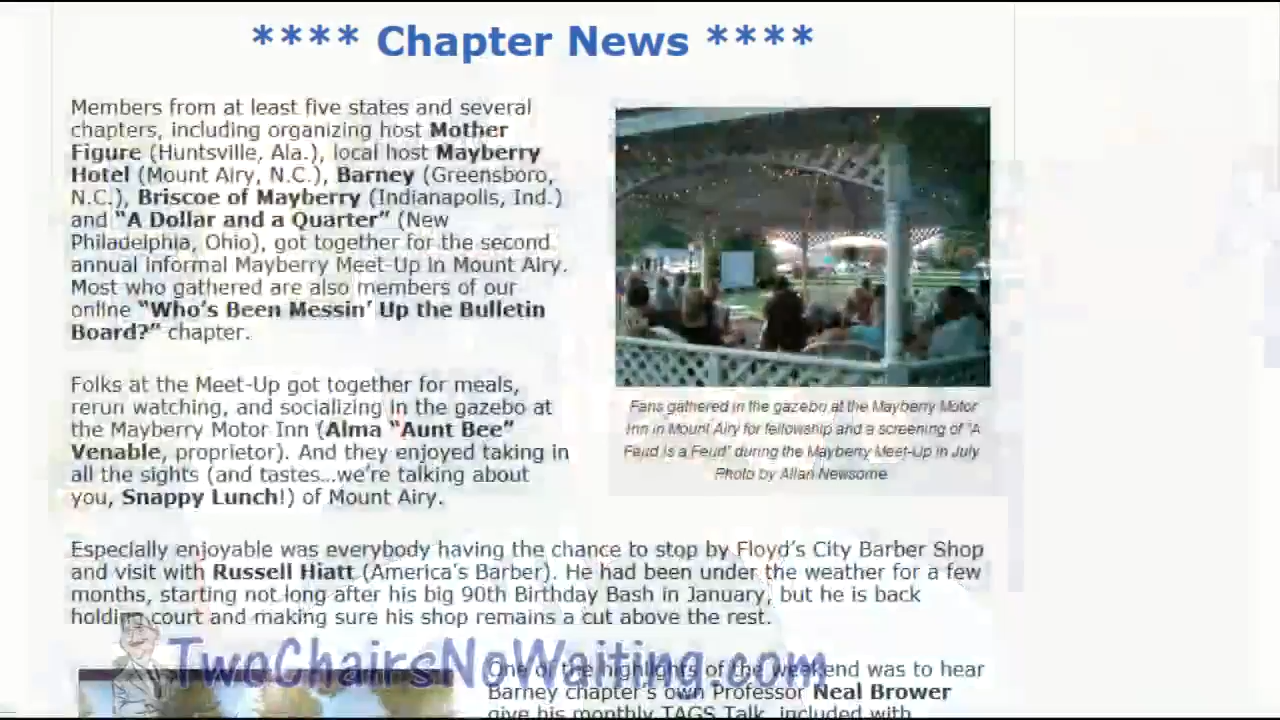 **** Chapter News ****
Members from at least five states and several
chapters, including organizing host Mother
Figure (Huntsville, Ala.), local host Mayberry
Hotel (Mount Airy, N.C.), Barney (Greensboro,
N.C.), Briscoe of Mayberry (Indianapolis, Ind.)
and “A Dollar and a Quarter” (New
Philadelphia, Ohio), got together for the second
annual informal Mayberry Meet-Up in Mount Airy.
Most who gathered are also members of our
online “Who’s Been Messin’ Up the Bulletin
Board?” chapter.
Folks at the Meet-Up got together for meals,
rerun watching, and socializing in the gazebo at
the Mayberry Motor Inn (Alma “Aunt Bee”
Venable, proprietor). And they enjoyed taking in
all the sights (and tastes…we’re talking about
you, Snappy Lunch!) of Mount Airy.
Fans gathered in the gazebo at the Mayberry Motor
Inn in Mount Airy for fellowship and a screening of “A
Feud is a Feud” during the Mayberry Meet-Up in July
Photo by Allan Newsome
Especially enjoyable was everybody having the chance to stop by Floyd’s City Barber Shop
and visit with Russell Hiatt (America’s Barber). He had been under the weather for a few
months, starting not long after his big 90th Birthday Bash in January, but he is back
holding court and making sure his shop remains a cut above the rest.
TwoChairsNoWaiting.com
One of the highlights of the weekend was to hear
Barney chapter’s own Professor Neal Brower
give his monthly TAGS Talk, included with